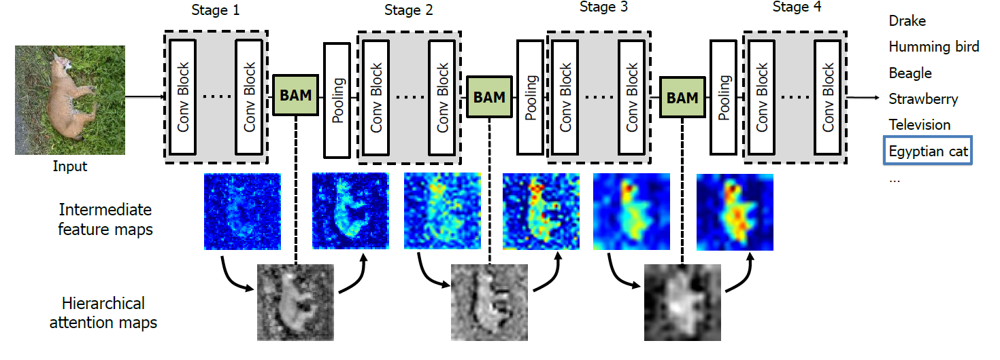 Stage 1
Stage 2
Stage 3
Stage 4
Conv Block
.....
Conv Block
BAM
Pooling
Conv Block
.....
Conv Block
BAM
Pooling
Conv Block
.....
Conv Block
BAM
Pooling
Conv Block
.....
Conv Block
Drake
Humming bird
Beagle
Strawberry
Television
Egyptian cat
...
Input
Intermediate
feature maps
Hierarchical
attention maps